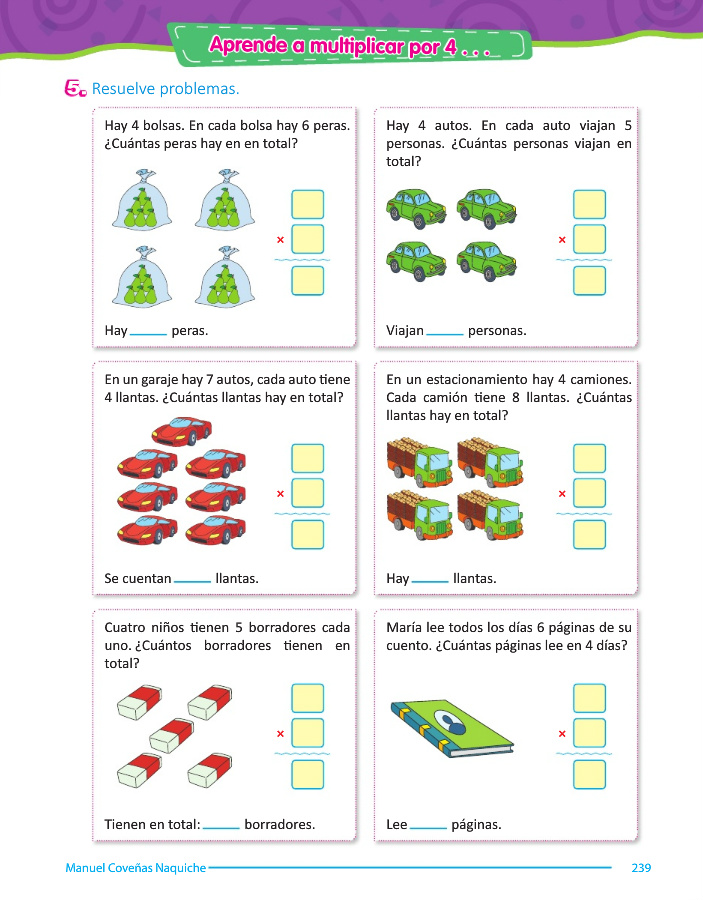 Aprende a multiplicar por 4 . . .
5. Resuelve problemas.
Hay 4 bolsas. En cada bolsa hay 6 peras.
¿Cuántas peras hay en en total?
×
Hay _____ peras.
Hay 4 autos. En cada auto viajan 5
personas. ¿Cuántas personas viajan en
total?
×
Viajan _____ personas.
En un garaje hay 7 autos, cada auto tiene
4 llantas. ¿Cuántas llantas hay en total?
×
Se cuentan _____ llantas.
En un estacionamiento hay 4 camiones.
Cada camión tiene 8 llantas. ¿Cuántas
llantas hay en total?
×
Hay _____ llantas.
Cuatro niños tienen 5 borradores cada
uno. ¿Cuántos borradores tienen en
total?
×
Tienen en total: _____ borradores.
María lee todos los días 6 páginas de su
cuento. ¿Cuántas páginas lee en 4 días?
×
Lee _____ páginas.
Manuel Coveñas Naquiche 239